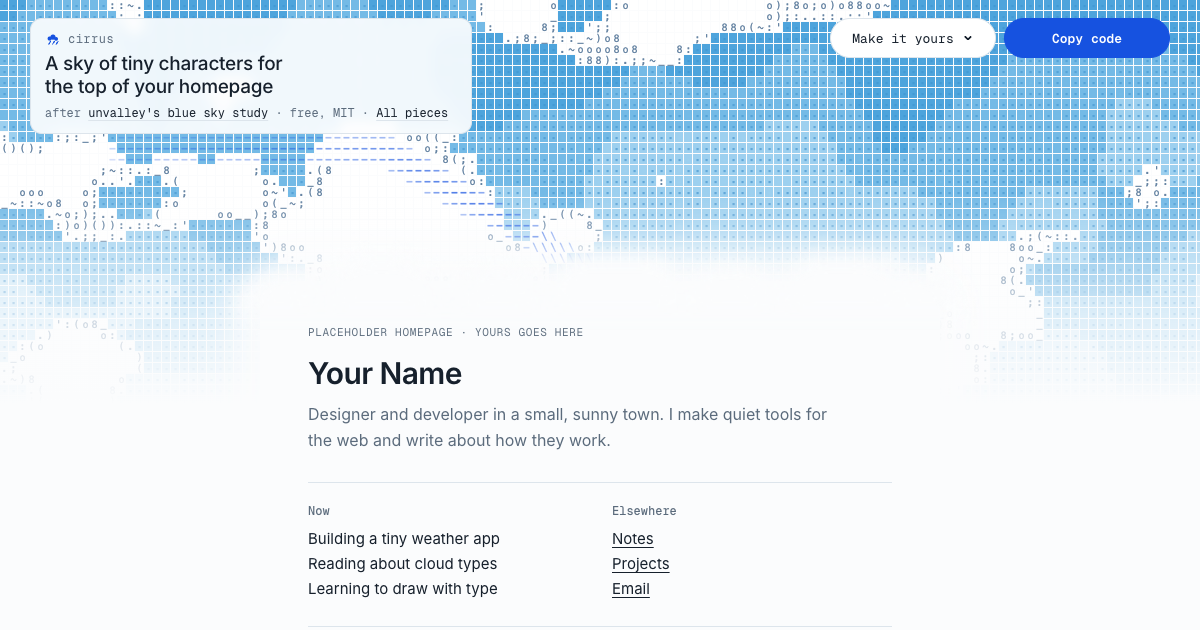 cirrus
A sky of tiny characters for
the top of your homepage
after unvalley's blue sky study · free, MIT · All pieces
Make it yours
Copy code
PLACEHOLDER HOMEPAGE · YOURS GOES HERE
Your Name
Designer and developer in a small, sunny town. I make quiet tools for
the web and write about how they work.
Now
Building a tiny weather app
Reading about cloud types
Learning to draw with type
Elsewhere
Notes
Projects
Email